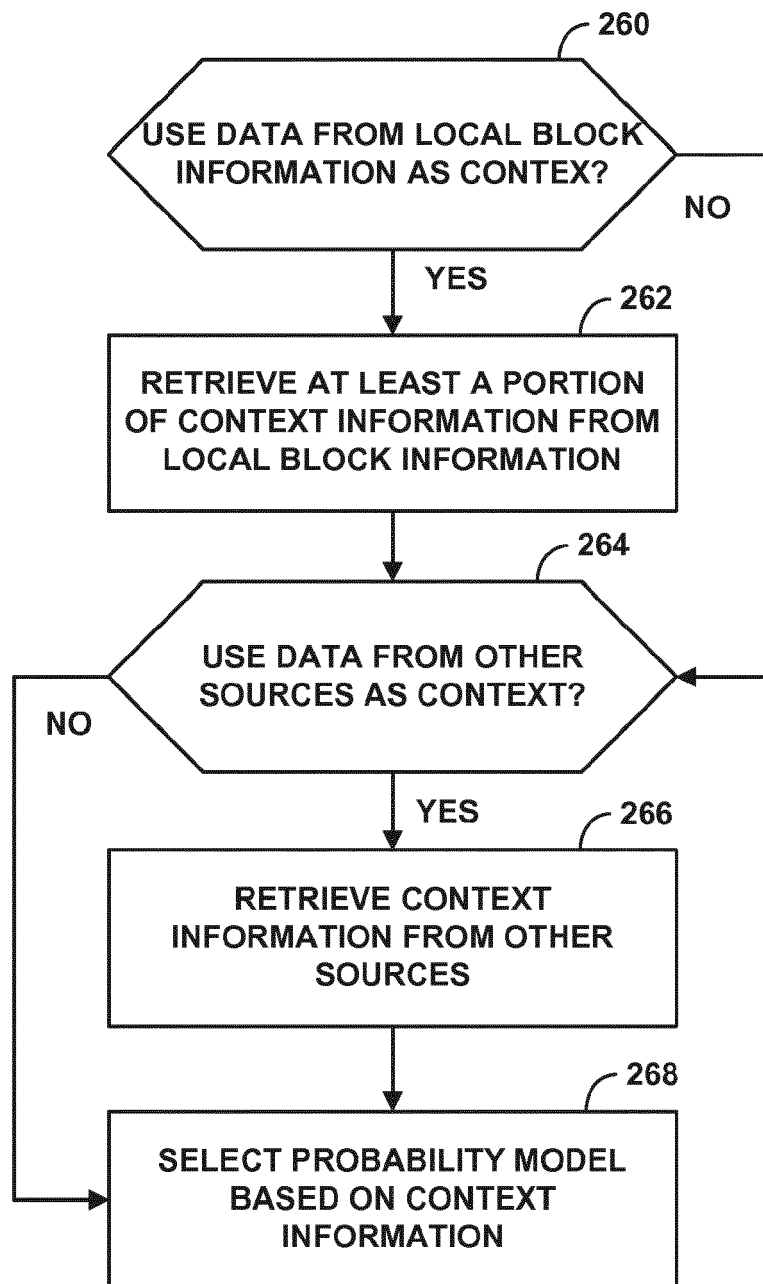 260
USE DATA FROM LOCAL BLOCK
INFORMATION AS CONTEX?
NO
YES
262
RETRIEVE AT LEAST A PORTION
OF CONTEXT INFORMATION FROM
LOCAL BLOCK INFORMATION
264
USE DATA FROM OTHER
SOURCES AS CONTEXT?
NO
YES
266
RETRIEVE CONTEXT
INFORMATION FROM OTHER
SOURCES
268
SELECT PROBABILITY MODEL
BASED ON CONTEXT
INFORMATION